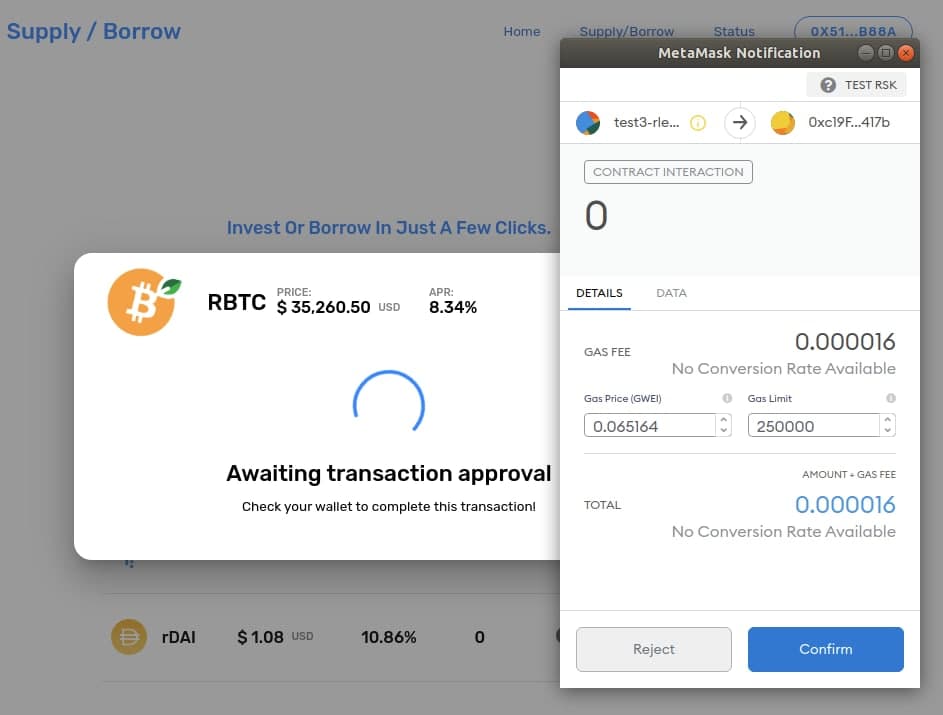 Supply / Borrow
Home
Supply/Borrow
Status
0X51...B88A
Invest Or Borrow In Just A Few Clicks.
RBTC
PRICE:
$ 35,260.50 USD
APR:
8.34%
Awaiting transaction approval
Check your wallet to complete this transaction!
rDAI
$ 1.08 USD
10.86%
0
MetaMask Notification
TEST RSK
test3-rle...
0xc19F...417b
CONTRACT INTERACTION
0
DETAILS
DATA
GAS FEE
0.000016
No Conversion Rate Available
Gas Price (GWEI)
Gas Limit
0.065164
250000
AMOUNT + GAS FEE
TOTAL
0.000016
No Conversion Rate Available
Reject
Confirm